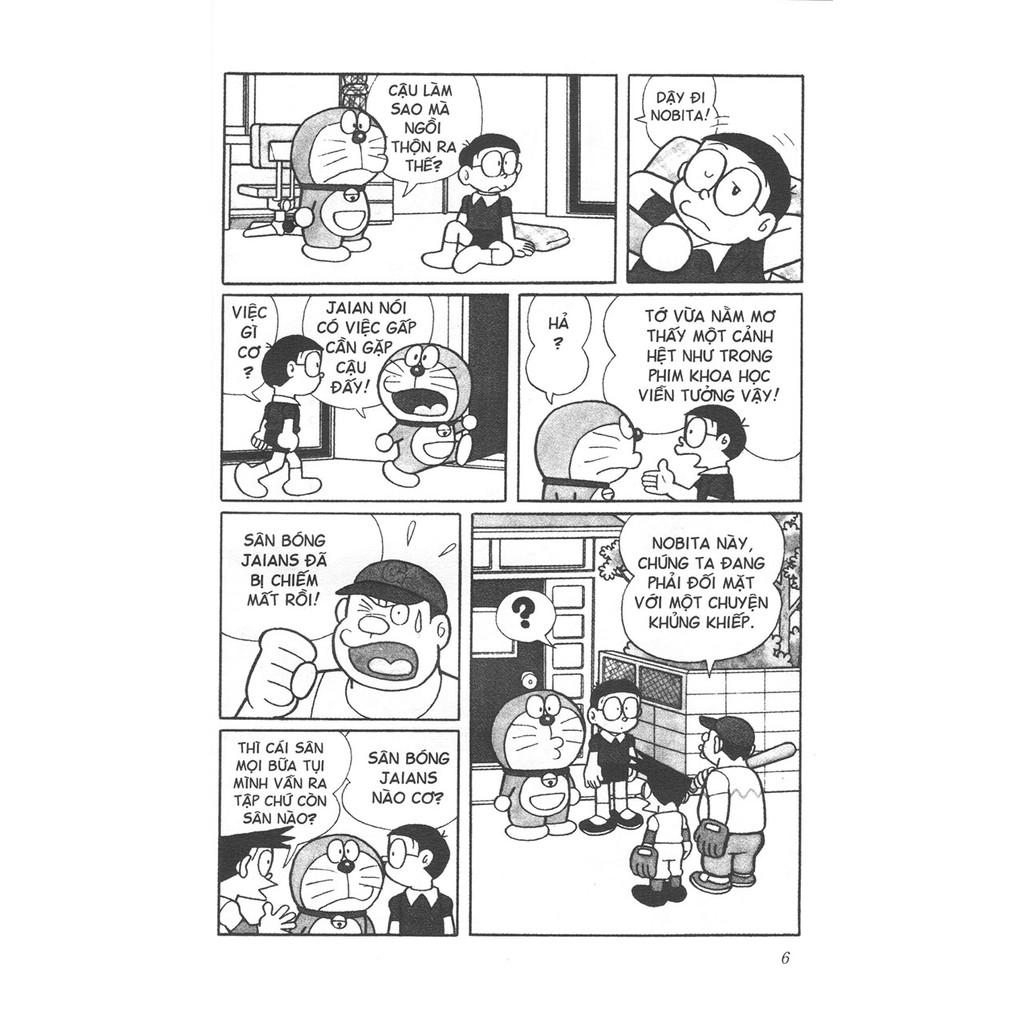 DẬY ĐI
NOBITA!
CẬU LÀM
SAO MÀ
NGỒI
THỘN RA
THẾ?
TỚ VỪA NẰM MƠ
THẤY MỘT CẢNH
HỆT NHƯ TRONG
PHIM KHOA HỌC
VIỄN TƯỞNG VẬY!
HẢ
?
JAIAN NÓI
CÓ VIỆC GẤP
CẦN GẶP
CẬU
ĐẤY!
VIỆC
GÌ
CƠ
?
NOBITA NÀY,
CHÚNG TA ĐANG
PHẢI ĐỐI MẶT
VỚI MỘT CHUYỆN
KHỦNG KHIẾP.
?
SÂN BÓNG
JAIANS ĐÃ
BỊ CHIẾM
MẤT RỒI!
SÂN BÓNG
JAIANS
NÀO CƠ?
THÌ CÁI SÂN
MỌI BỮA TỤI
MÌNH VẪN RA
TẬP CHỨ CÒN
SÂN NÀO?
6